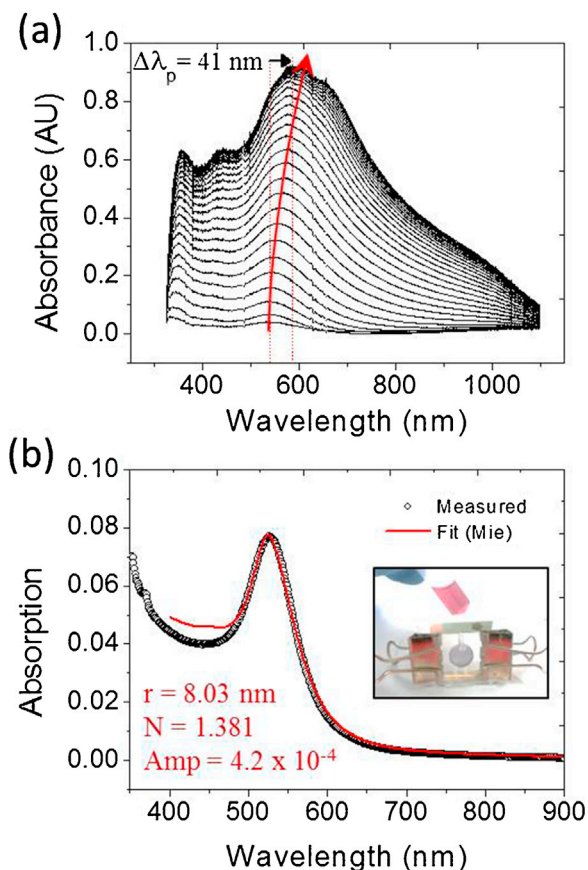 (a)
Δλp = 41 nm
1.0
0.8
0.6
0.4
0.2
0.0
Absorbance (AU)
400 600 800 1000
Wavelength (nm)
(b)
0.10
0.08
0.06
0.04
0.02
0.00
Absorption
Measured
Fit (Mie)
r = 8.03 nm
N = 1.381
Amp = 4.2 x 10⁻⁴
400 500 600 700 800 900
Wavelength (nm)